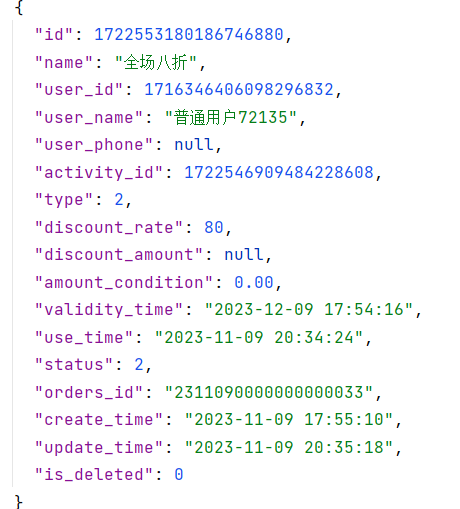 {
"id": 1722553180186746880,
"name": "全场八折",
"user_id": 1716346406098296832,
"user_name": "普通用户72135",
"user_phone": null,
"activity_id": 1722546909484228608,
"type": 2,
"discount_rate": 80,
"discount_amount": null,
"amount_condition": 0.00,
"validity_time": "2023-12-09 17:54:16",
"use_time": "2023-11-09 20:34:24",
"status": 2,
"orders_id": "2311090000000000033",
"create_time": "2023-11-09 17:55:10",
"update_time": "2023-11-09 20:35:18",
"is_deleted": 0
}